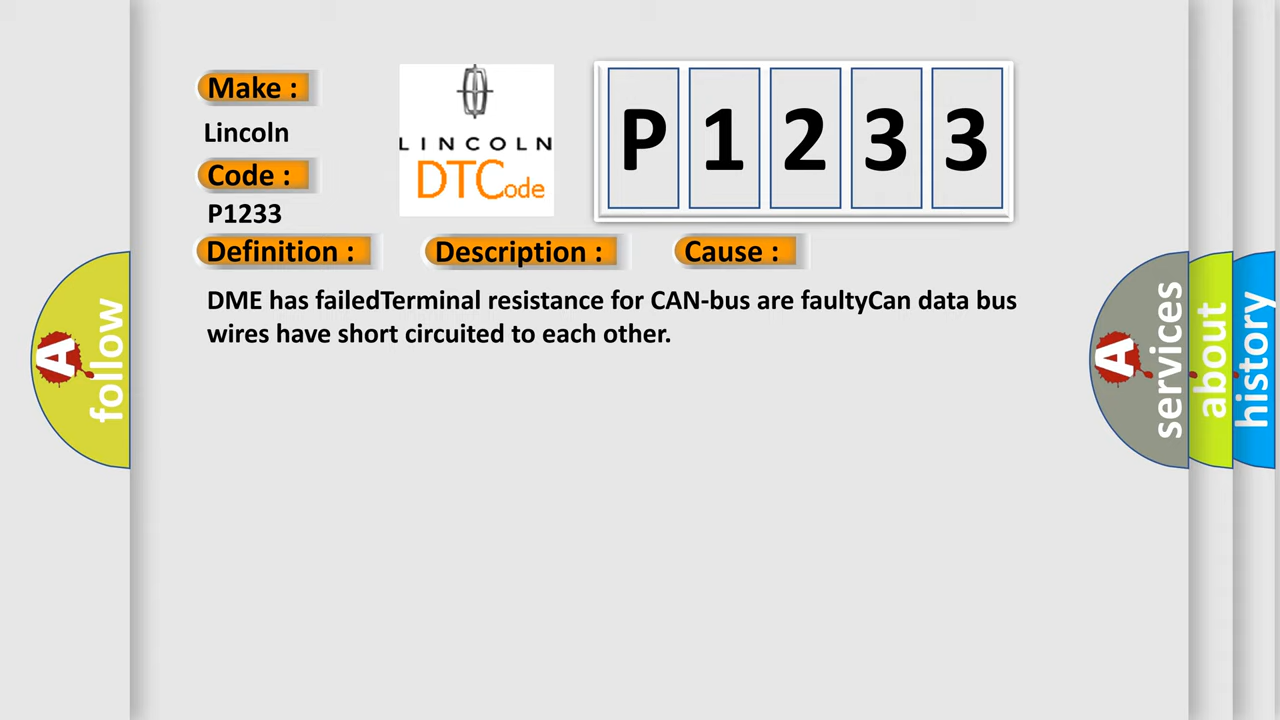 Make :
Lincoln
Code :
P1233
LINCOLN
DTCode
P 1 2 3 3
Definition :
Description :
Cause :
DME has failedTerminal resistance for CAN-bus are faultyCan data bus
wires have short circuited to each other.
A follow
A services
about
history